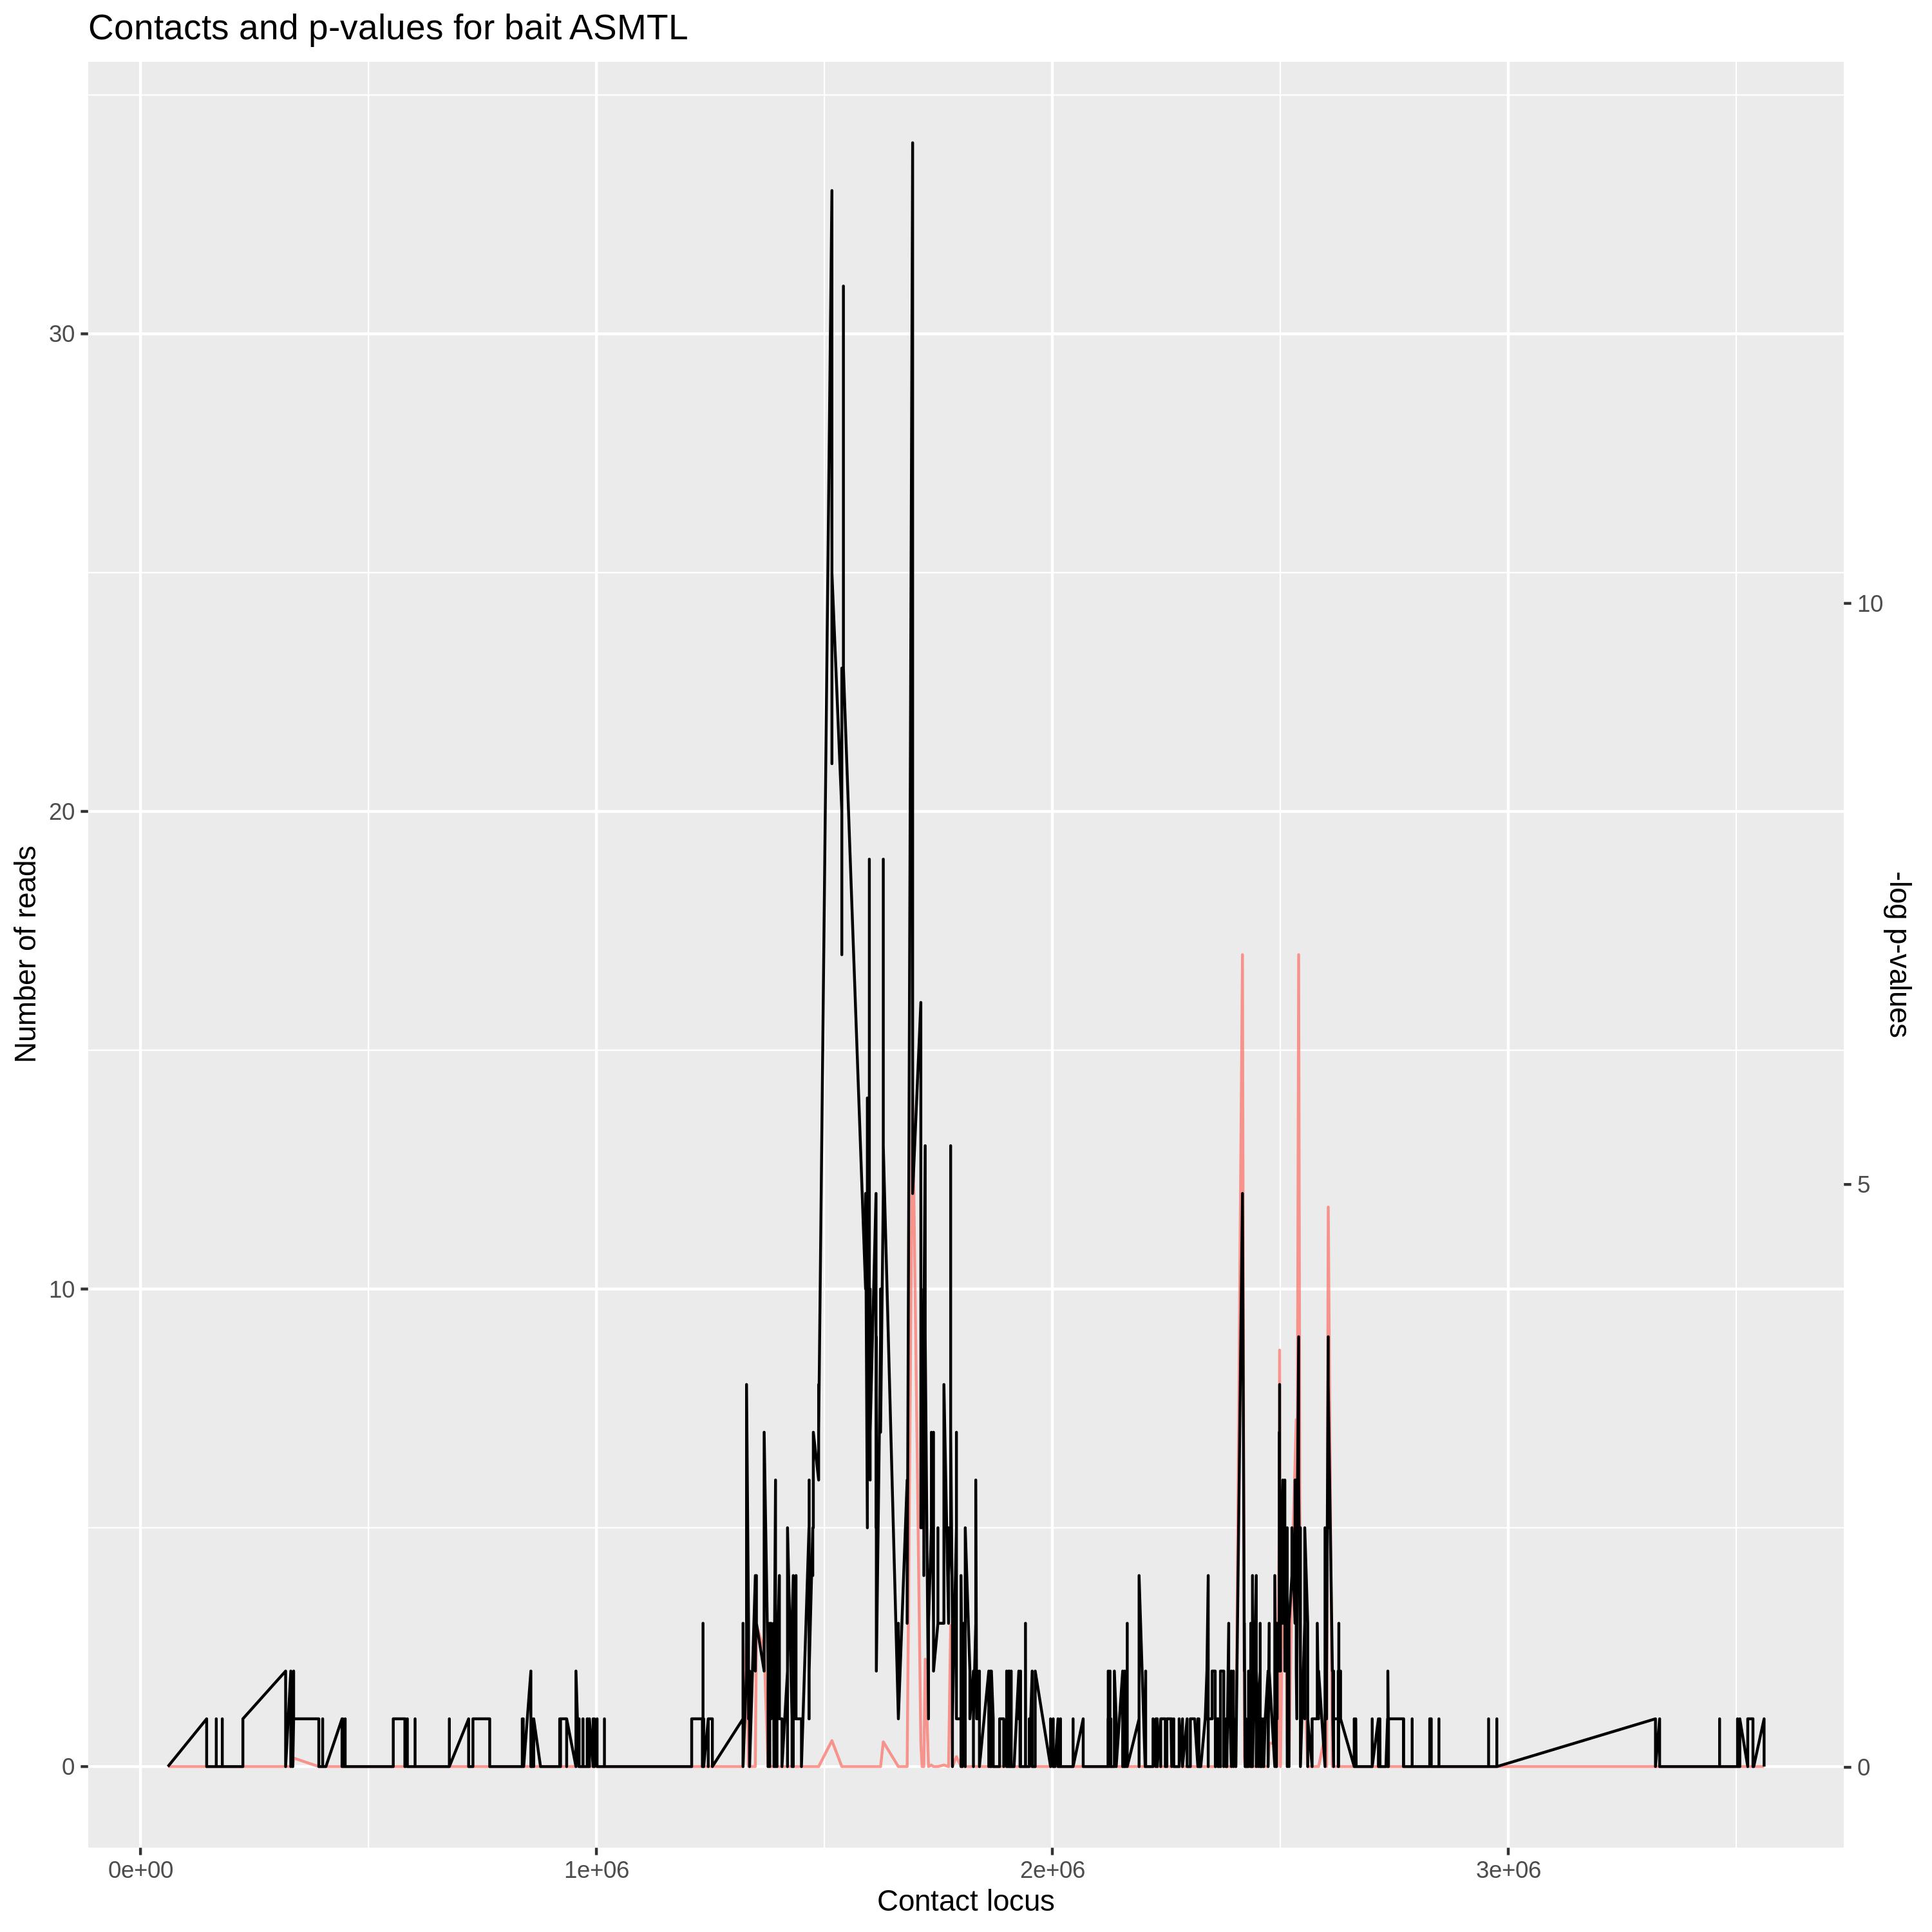 Contacts and p-values for bait ASMTL
Number of reads
30
20
10
0
10
5
0
-log p-values
0e+00
1e+06
2e+06
3e+06
Contact locus